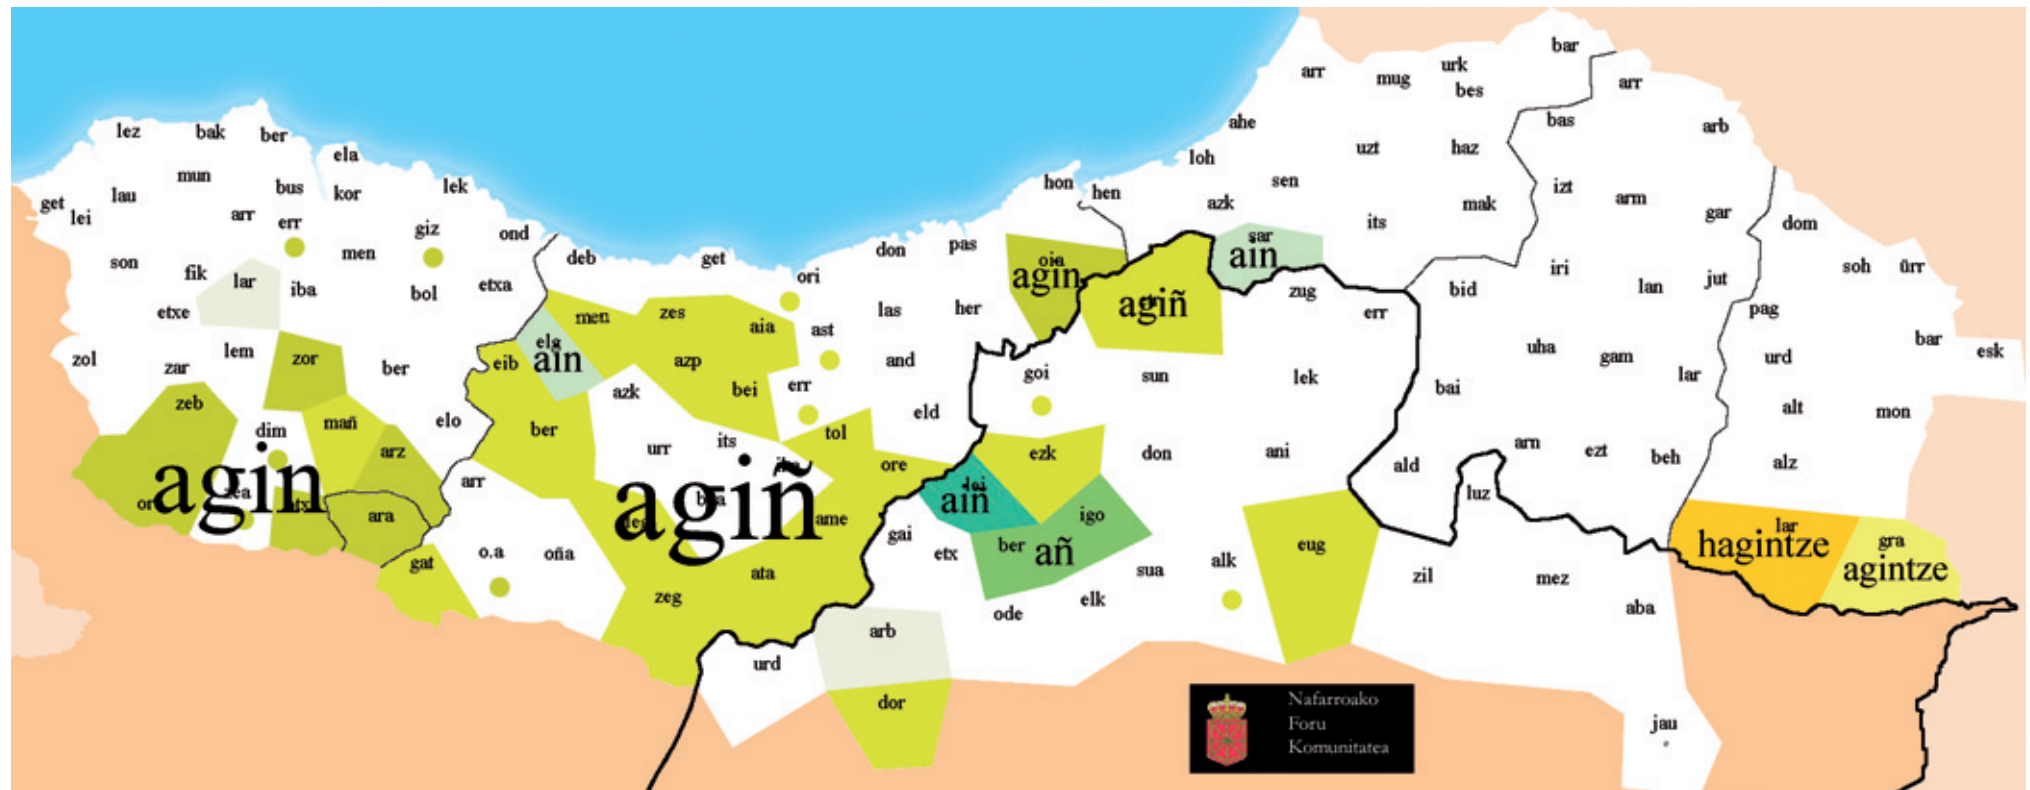 bar
arr
mug
urk
bes
arr
lez
bak
ber
ahe
bas
arb
ela
loh
uzt
haz
mun
get
lei
lau
bus
kor
lek
hon
hen
sen
izt
arm
arr
err
giz
ond
azk
its
mak
gar
dom
son
fik
lar
men
etxa
deb
get
ori
don
pas
sar
ain
agin
agiñ
iri
lan
jut
soh
ürr
etxe
iba
bol
men
zes
aia
ast
las
her
zug
err
bid
pag
zol
zar
lem
zor
ber
eib
elg
ain
azp
bei
err
and
goi
sun
lek
uha
gam
lar
urd
bar
esk
zeb
dim
mañ
elo
ber
azk
urr
its
tol
eld
bai
alt
mon
arz
arr
ore
ezk
don
ani
ald
arn
ezt
beh
alz
agin
ara
agiñ
ame
aiñ
igo
luz
gat
o.a
oña
zeg
ata
gai
etx
ber
añ
sua
alk
eug
zil
mez
aba
lar
hagintze
gra
agintze
ode
elk
arb
urd
dor
jau
Nafarroako
Foru
Komunitatea